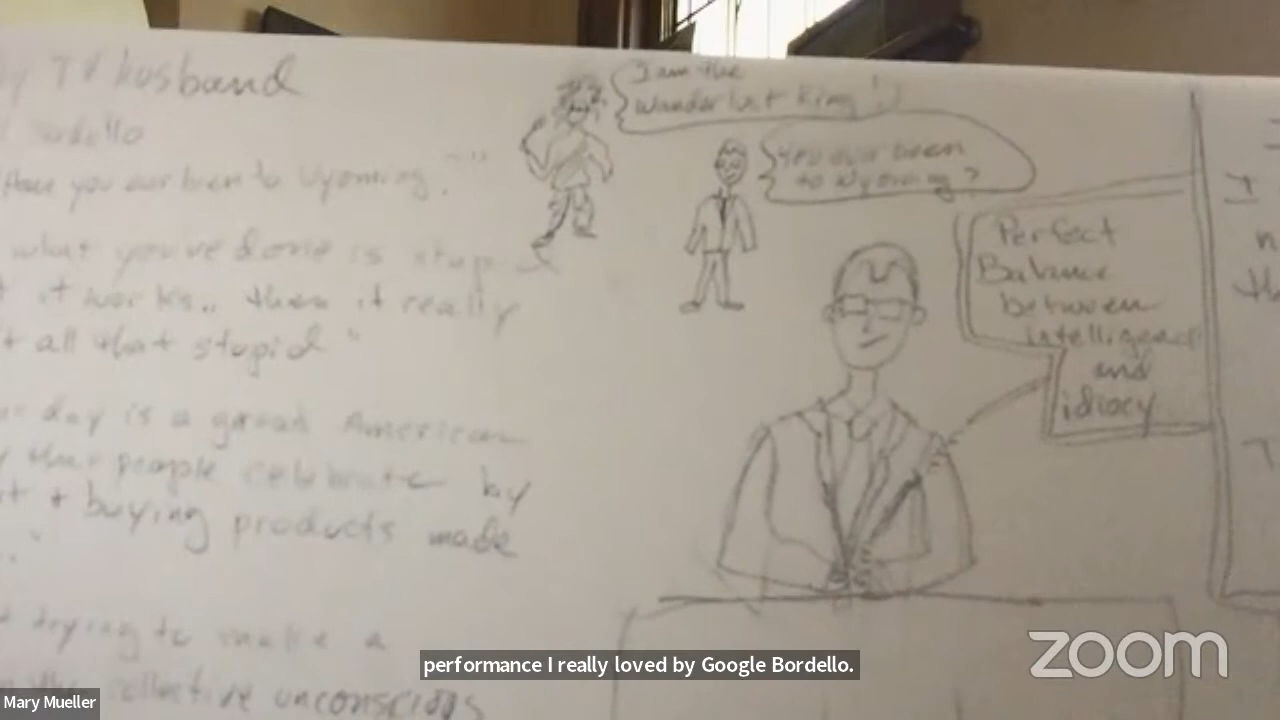 TV husband
Have you ever been to Wyoming."
what you've done is stup
it works.. then it really
all that stupid"
day is a great American
that people celebrate by
+ buying products made
..."
trying to make a
collective unconscious
I am the
Wanderlust King!
You ever been
to Wyoming?
Perfect
Balance
between
intelligence
and
idiocy
I
n
performance I really loved by Google Bordello.
Mary Mueller
zoom